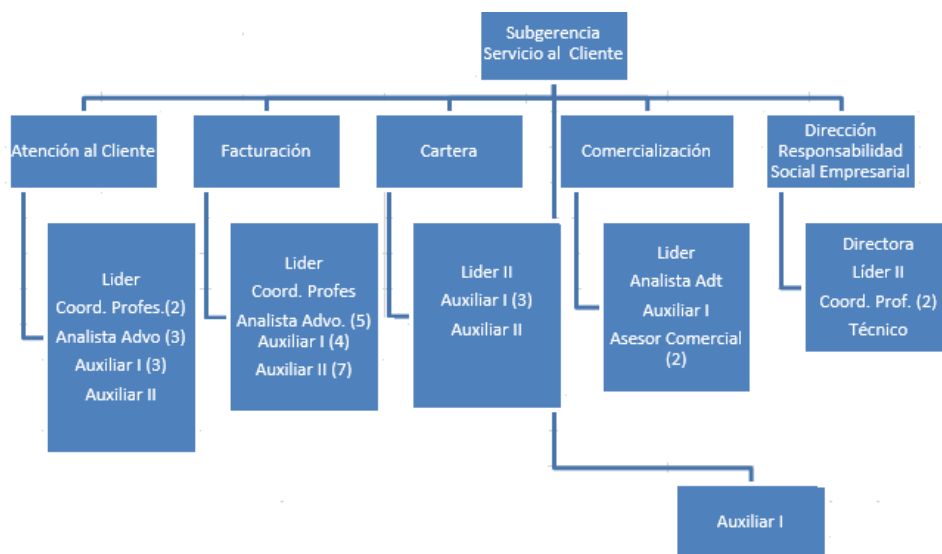 Subgerencia
Servicio al Cliente
Atención al Cliente
Facturación
Cartera
Comercialización
Dirección
Responsabilidad
Social Empresarial
Lider
Coord. Profes.(2)
Analista Advo (3)
Auxiliar I (3)
Auxiliar II
Lider
Coord. Profes
Analista Advo. (5)
Auxiliar I (4)
Auxiliar II (7)
Lider II
Auxiliar I (3)
Auxiliar II
Lider
Analista Adt
Auxiliar I
Asesor Comercial
(2)
Directora
Líder II
Coord. Prof. (2)
Técnico
Auxiliar I